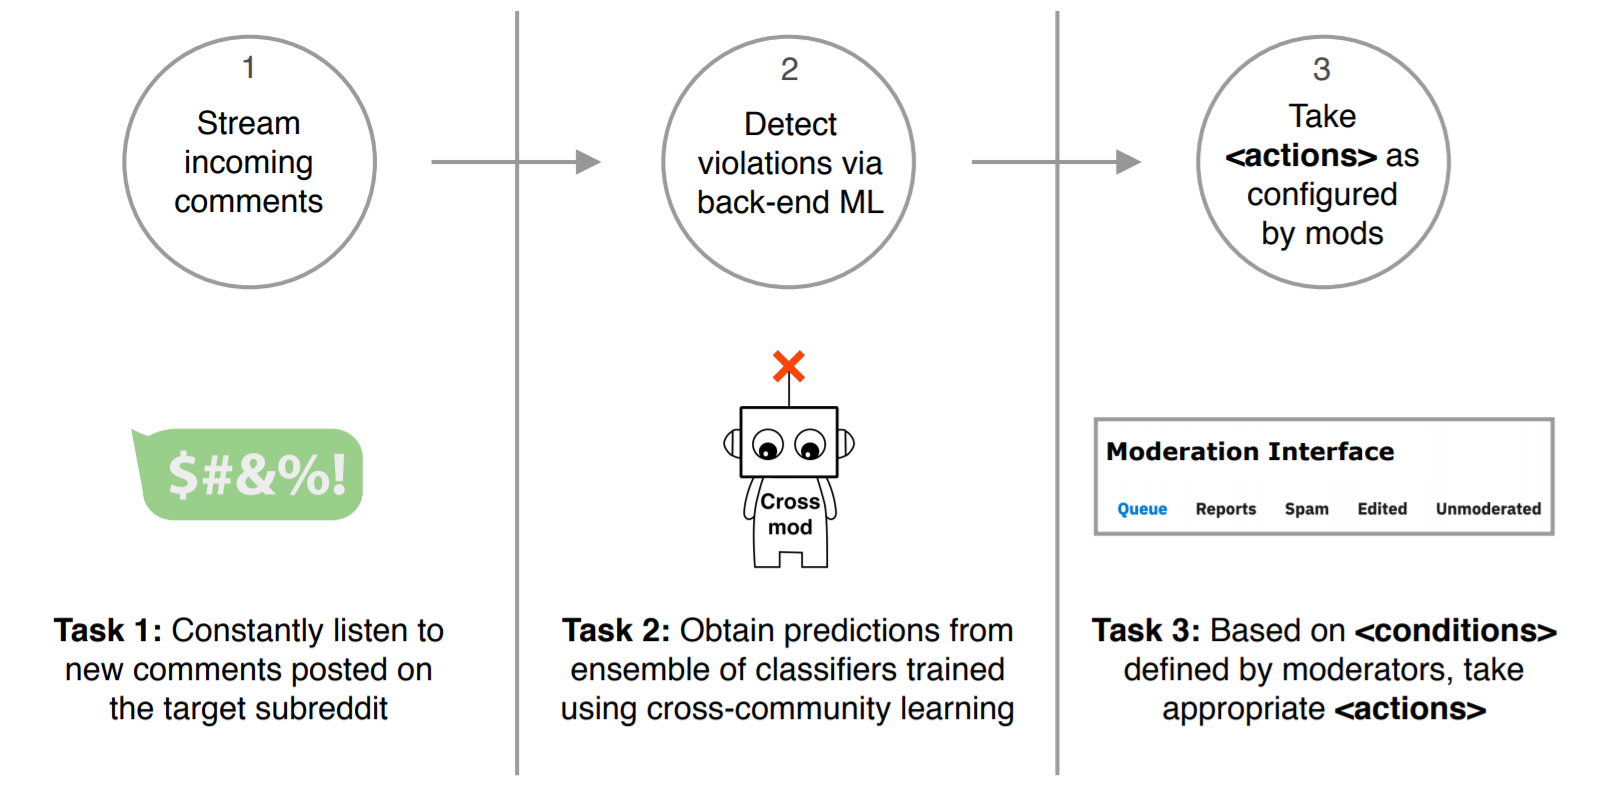 1
Stream
incoming
comments
2
Detect
violations via
back-end ML
3
Take
<actions> as
configured
by mods
$#&%!
Cross
mod
Moderation Interface
Queue Reports Spam Edited Unmoderated
Task 1: Constantly listen to
new comments posted on
the target subreddit
Task 2: Obtain predictions from
ensemble of classifiers trained
using cross-community learning
Task 3: Based on <conditions>
defined by moderators, take
appropriate <actions>